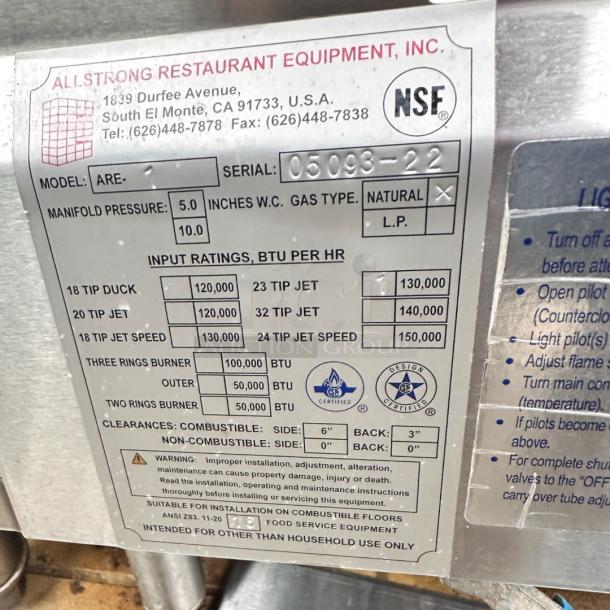 ALLSTRONG RESTAURANT EQUIPMENT, INC.
1839 Durfee Avenue,
South El Monte, CA 91733, U.S.A.
Tel: (626)448-7878 Fax: (626)448-7838
NSF®
MODEL: ARE- 1 SERIAL: 05093-22
MANIFOLD PRESSURE: 5.0 INCHES W.C. GAS TYPE. NATURAL X
10.0 L.P.
INPUT RATINGS, BTU PER HR
18 TIP DUCK 120,000 23 TIP JET 1 130,000
20 TIP JET 120,000 32 TIP JET 140,000
18 TIP JET SPEED 130,000 24 TIP JET SPEED 150,000
THREE RINGS BURNER 100,000 BTU
OUTER 50,000 BTU
TWO RINGS BURNER 50,000 BTU
CERTIFIED ®
DESIGN CERTIFIED ®
CLEARANCES: COMBUSTIBLE: SIDE: 6" BACK: 3"
NON-COMBUSTIBLE: SIDE: 0" BACK: 0"
WARNING: Improper installation, adjustment, alteration,
maintenance can cause property damage, injury or death.
Read the installation, operating and maintenance instructions
thoroughly before installing or servicing this equipment.
SUITABLE FOR INSTALLATION ON COMBUSTIBLE FLOORS
ANSI Z83. 11-20 FOOD SERVICE EQUIPMENT
INTENDED FOR OTHER THAN HOUSEHOLD USE ONLY
LIG
• Turn off a
before atte
• Open pilot
(Counterclo
• Light pilot(s)
• Adjust flame s
• Turn main con
(temperature).
• If pilots become
above.
• For complete shu
valves to the "OFF
carry over tube adju